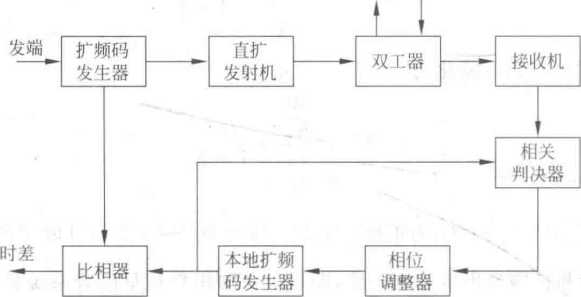 发端
扩频码
发生器
直扩
发射机
双工器
接收机
相关
判决器
时差
比相器
本地扩频
码发生器
相位
调整器